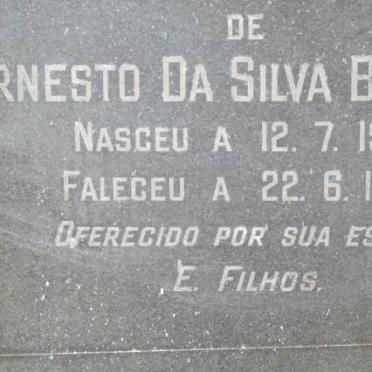 DE
RNESTO DA SILVA B
NASCEU A 12. 7. 1
FALECEU A 22. 6. 1
OFERECIDO POR SUA ES
E. FILHOS.